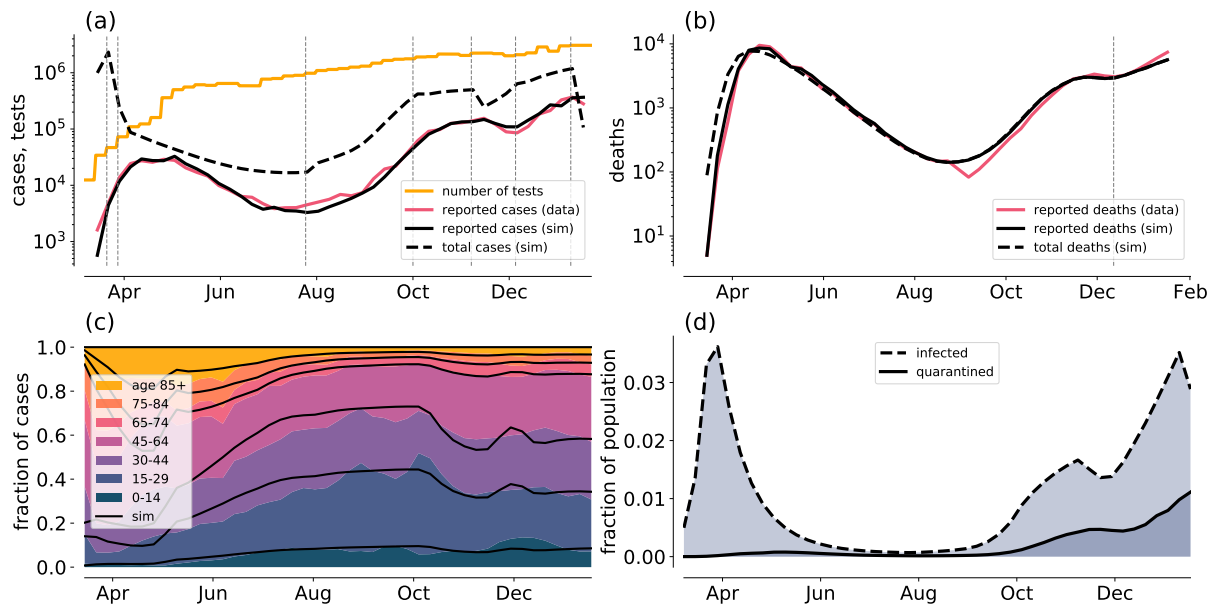 (a)
cases, tests
10^6
10^5
10^4
10^3
number of tests
reported cases (data)
reported cases (sim)
total cases (sim)
Apr Jun Aug Oct Dec
(b)
deaths
10^4
10^3
10^2
10^1
reported deaths (data)
reported deaths (sim)
total deaths (sim)
Apr Jun Aug Oct Dec Feb
(c)
fraction of cases
1.0
0.8
0.6
0.4
0.2
0.0
age 85+
75-84
65-74
45-64
30-44
15-29
0-14
sim
Apr Jun Aug Oct Dec
(d)
fraction of population
0.03
0.02
0.01
0.00
infected
quarantined
Apr Jun Aug Oct Dec